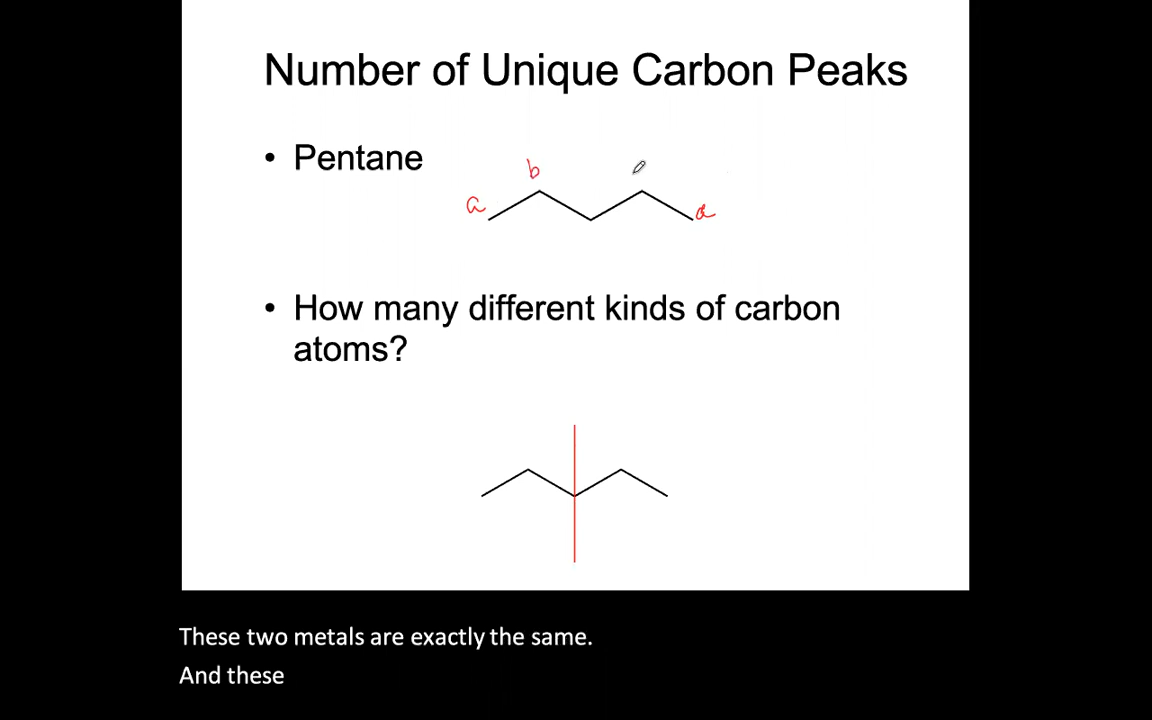 Number of Unique Carbon Peaks
• Pentane
b
a
a
• How many different kinds of carbon
atoms?
These two metals are exactly the same.
And these